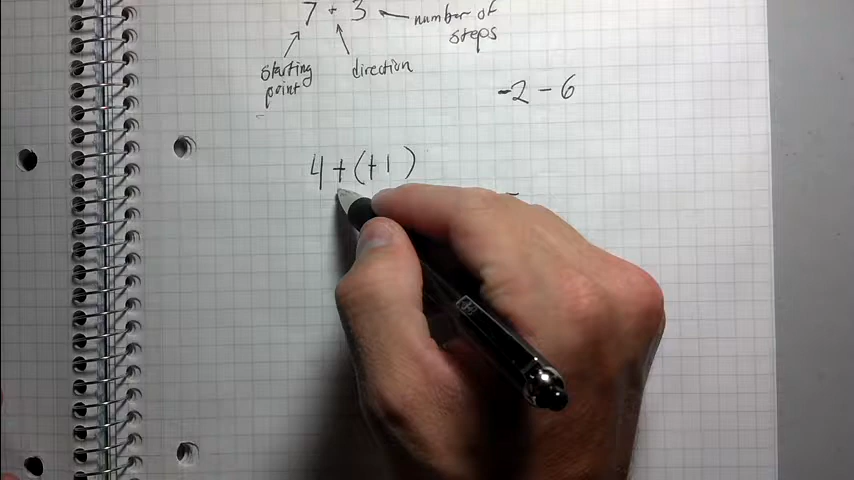 7 + 3 number of
steps
starting
point
direction
-2 - 6
4 + (+1)